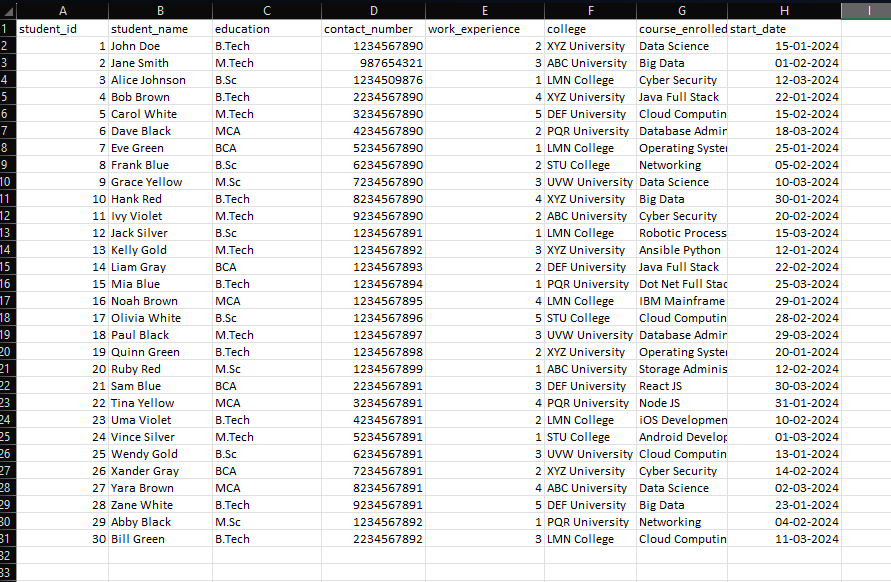 A B C D E F G H I
1 student_id student_name education contact_number work_experience college course_enrolled start_date
2 1 John Doe B.Tech 1234567890 2 XYZ University Data Science 15-01-2024
3 2 Jane Smith M.Tech 987654321 3 ABC University Big Data 01-02-2024
4 3 Alice Johnson B.Sc 1234509876 1 LMN College Cyber Security 12-03-2024
5 4 Bob Brown B.Tech 2234567890 4 XYZ University Java Full Stack 22-01-2024
6 5 Carol White M.Tech 3234567890 5 DEF University Cloud Computin 15-02-2024
7 6 Dave Black MCA 4234567890 2 PQR University Database Admin 18-03-2024
8 7 Eve Green BCA 5234567890 1 LMN College Operating Syste 25-01-2024
9 8 Frank Blue B.Sc 6234567890 2 STU College Networking 05-02-2024
10 9 Grace Yellow M.Sc 7234567890 3 UVW University Data Science 10-03-2024
11 10 Hank Red B.Tech 8234567890 4 XYZ University Big Data 30-01-2024
12 11 Ivy Violet M.Tech 9234567890 2 ABC University Cyber Security 20-02-2024
13 12 Jack Silver B.Sc 1234567891 1 LMN College Robotic Process 15-03-2024
14 13 Kelly Gold M.Tech 1234567892 3 XYZ University Ansible Python 12-01-2024
15 14 Liam Gray BCA 1234567893 2 DEF University Java Full Stack 22-02-2024
16 15 Mia Blue B.Tech 1234567894 1 PQR University Dot Net Full Stac 25-03-2024
17 16 Noah Brown MCA 1234567895 4 LMN College IBM Mainframe 29-01-2024
18 17 Olivia White B.Sc 1234567896 5 STU College Cloud Computin 28-02-2024
19 18 Paul Black M.Tech 1234567897 3 UVW University Database Admin 29-03-2024
20 19 Quinn Green B.Tech 1234567898 2 XYZ University Operating Syste 20-01-2024
21 20 Ruby Red M.Sc 1234567899 1 ABC University Storage Adminis 12-02-2024
22 21 Sam Blue BCA 2234567891 3 DEF University React JS 30-03-2024
23 22 Tina Yellow MCA 3234567891 4 PQR University Node JS 31-01-2024
24 23 Uma Violet B.Tech 4234567891 2 LMN College iOS Developmen 10-02-2024
25 24 Vince Silver M.Tech 5234567891 1 STU College Android Develop 01-03-2024
26 25 Wendy Gold B.Sc 6234567891 3 UVW University Cloud Computin 13-01-2024
27 26 Xander Gray BCA 7234567891 2 XYZ University Cyber Security 14-02-2024
28 27 Yara Brown MCA 8234567891 4 ABC University Data Science 02-03-2024
29 28 Zane White B.Tech 9234567891 5 DEF University Big Data 23-01-2024
30 29 Abby Black M.Sc 1234567892 1 PQR University Networking 04-02-2024
31 30 Bill Green B.Tech 2234567892 3 LMN College Cloud Computin 11-03-2024
32
33